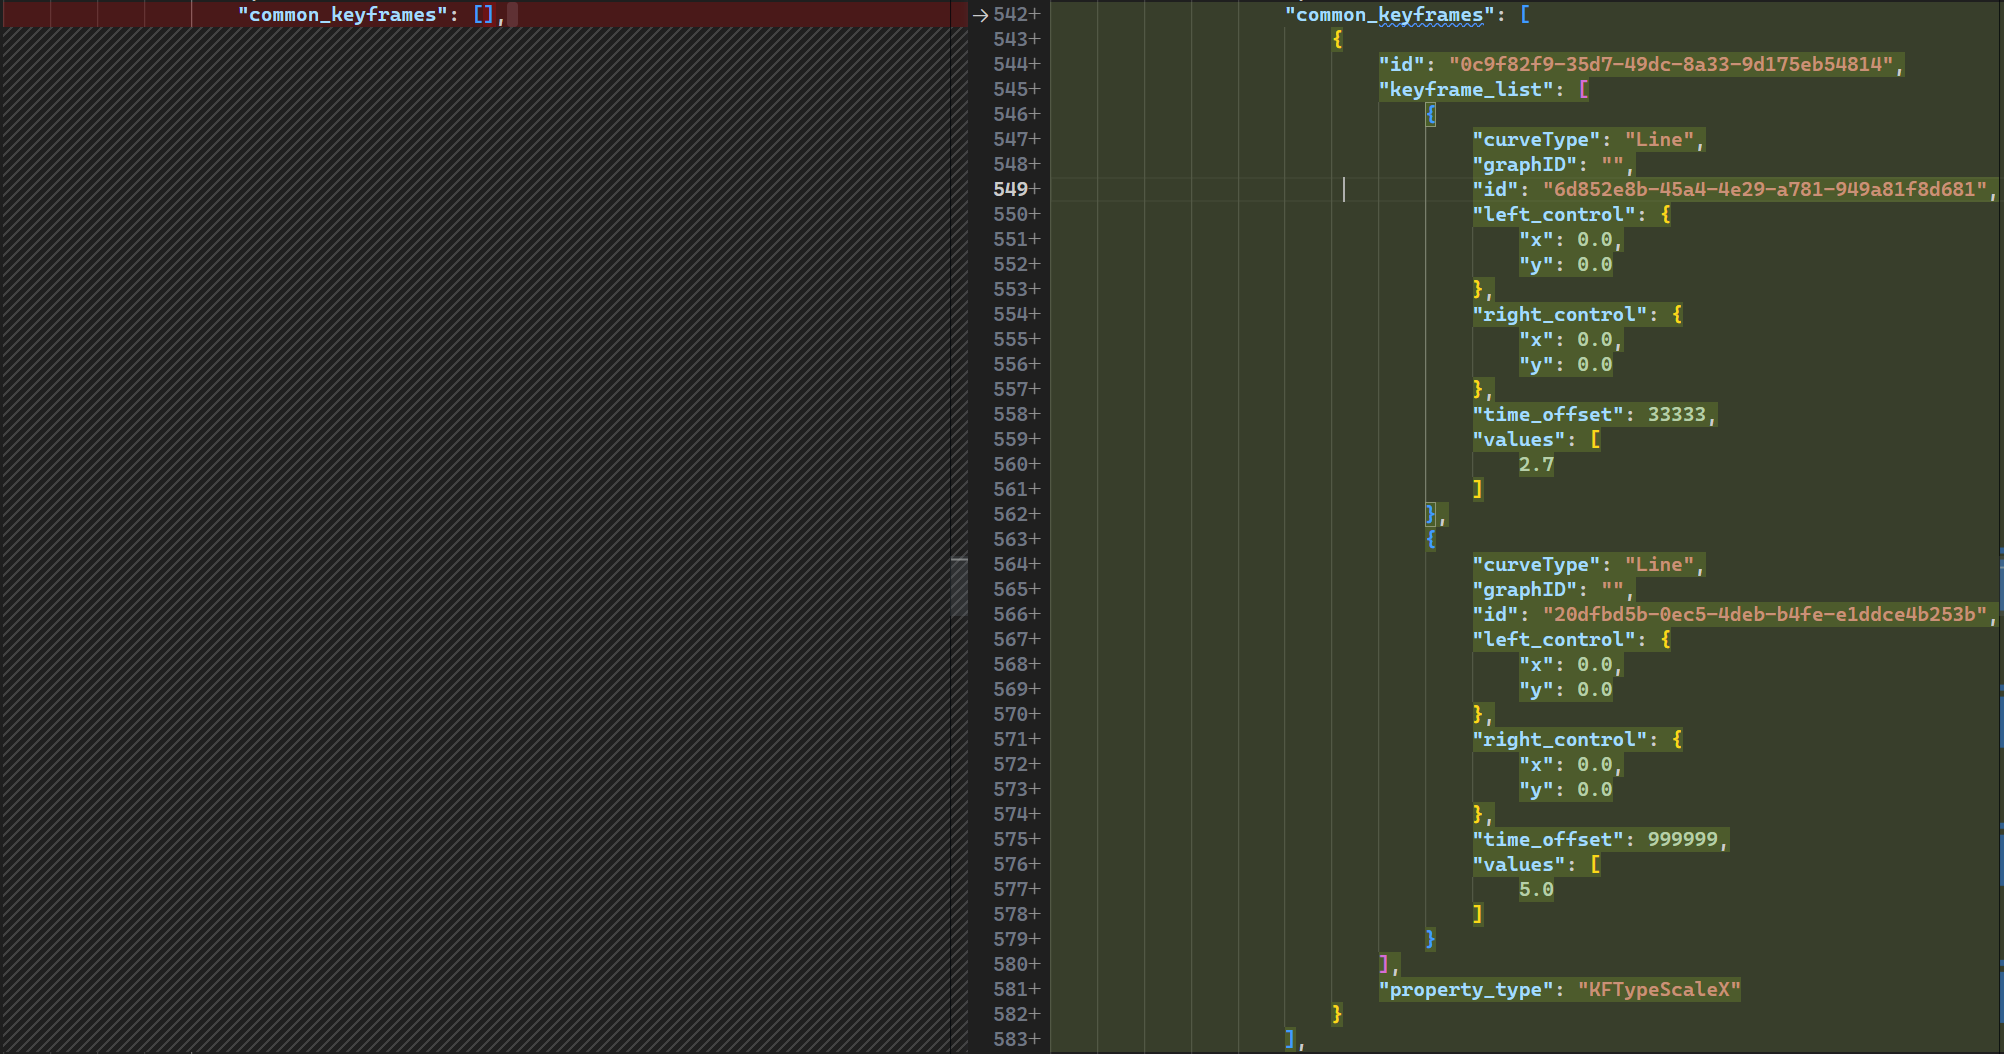 "common_keyframes": [],
→542+ "common_keyframes": [
543+ {
544+ "id": "0c9f82f9-35d7-49dc-8a33-9d175eb54814",
545+ "keyframe_list": [
546+ {
547+ "curveType": "Line",
548+ "graphID": "",
549+ "id": "6d852e8b-45a4-4e29-a781-949a81f8d681",
550+ "left_control": {
551+ "x": 0.0,
552+ "y": 0.0
553+ },
554+ "right_control": {
555+ "x": 0.0,
556+ "y": 0.0
557+ },
558+ "time_offset": 33333,
559+ "values": [
560+ 2.7
561+ ]
562+ },
563+ {
564+ "curveType": "Line",
565+ "graphID": "",
566+ "id": "20dfbd5b-0ec5-4deb-b4fe-e1ddce4b253b",
567+ "left_control": {
568+ "x": 0.0,
569+ "y": 0.0
570+ },
571+ "right_control": {
572+ "x": 0.0,
573+ "y": 0.0
574+ },
575+ "time_offset": 999999,
576+ "values": [
577+ 5.0
578+ ]
579+ }
580+ ],
581+ "property_type": "KFTypeScaleX"
582+ }
583+ ],